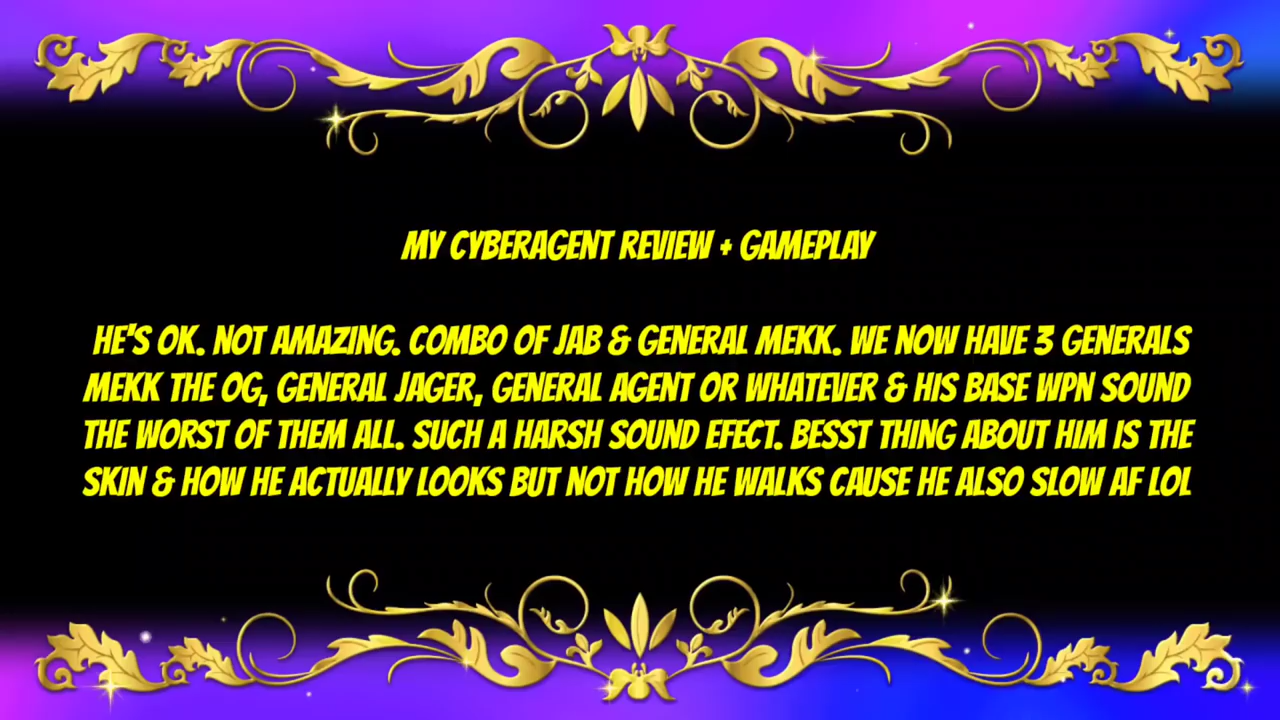 MY CYBERAGENT REVIEW + GAMEPLAY
HE'S OK. NOT AMAZING. COMBO OF JAB & GENERAL MEKK. WE NOW HAVE 3 GENERALS
MEKK THE OG, GENERAL JAGER, GENERAL AGENT OR WHATEVER & HIS BASE WPN SOUND
THE WORST OF THEM ALL. SUCH A HARSH SOUND EFECT. BESST THING ABOUT HIM IS THE
SKIN & HOW HE ACTUALLY LOOKS BUT NOT HOW HE WALKS CAUSE HE ALSO SLOW AF LOL